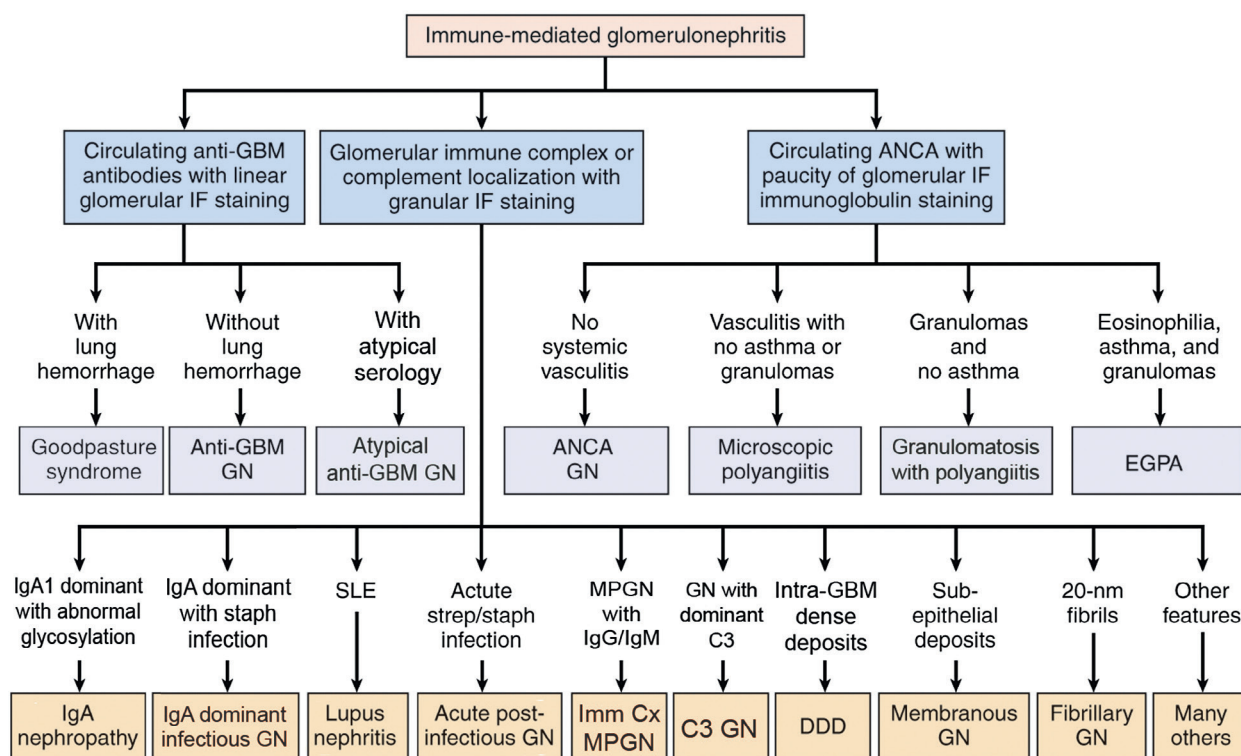 Immune-mediated glomerulonephritis
Circulating anti-GBM
antibodies with linear
glomerular IF staining
Glomerular immune complex or
complement localization with
granular IF staining
Circulating ANCA with
paucity of glomerular IF
immunoglobulin staining
With
lung
hemorrhage
Without
lung
hemorrhage
With
atypical
serology
No
systemic
vasculitis
Vasculitis with
no asthma or
granulomas
Granulomas
and
no asthma
Eosinophilia,
asthma, and
granulomas
Goodpasture
syndrome
Anti-GBM
GN
Atypical
anti-GBM GN
ANCA
GN
Microscopic
polyangiitis
Granulomatosis
with polyangiitis
EGPA
IgA1 dominant
with abnormal
glycosylation
IgA dominant
with staph
infection
SLE
Actute
strep/staph
infection
MPGN
with
IgG/IgM
GN with
dominant
C3
Intra-GBM
dense
deposits
Sub-
epithelial
deposits
20-nm
fibrils
Other
features
IgA
nephropathy
IgA dominant
infectious GN
Lupus
nephritis
Acute post-
infectious GN
Imm Cx
MPGN
C3 GN
DDD
Membranous
GN
Fibrillary
GN
Many
others